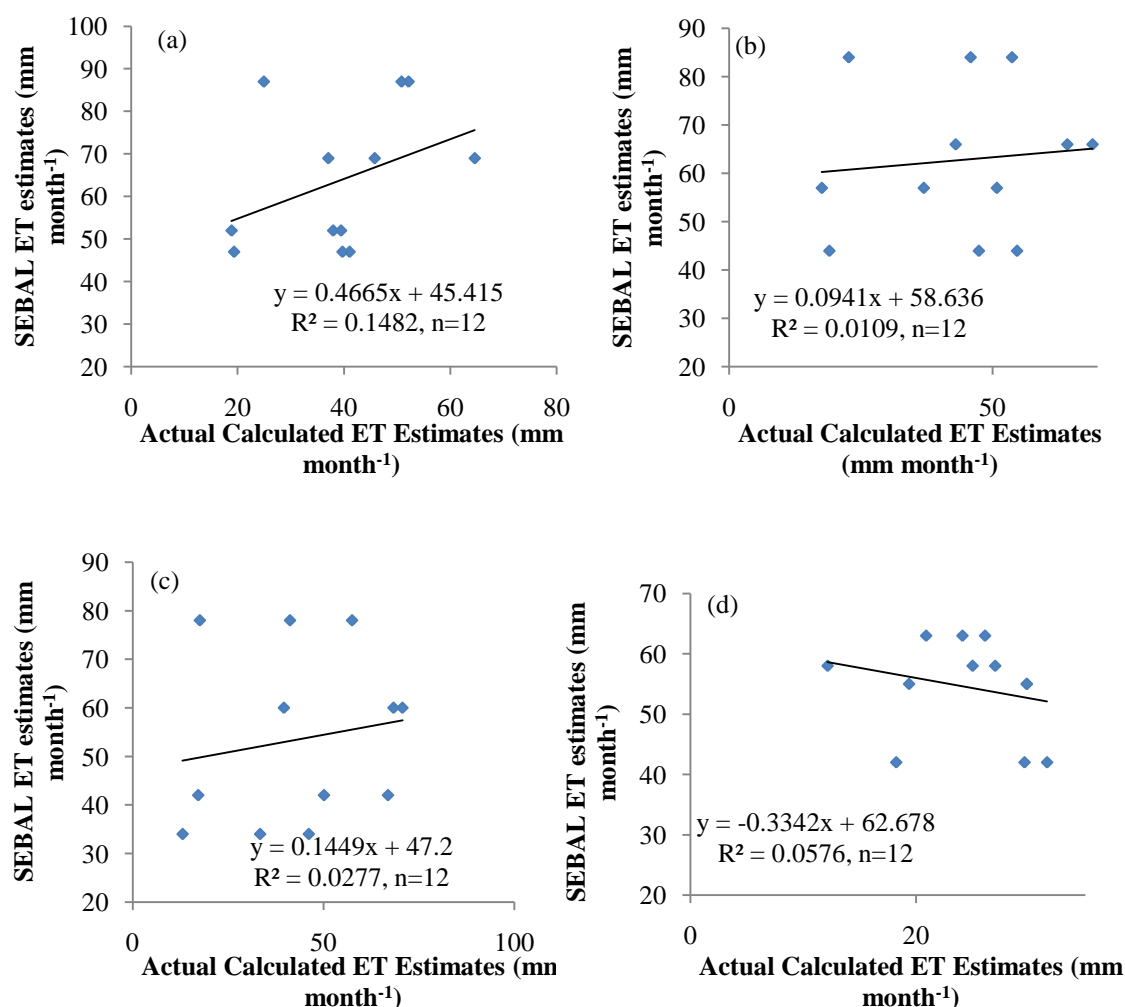 (a)
SEBAL ET estimates (mm
month-1)
100
90
80
70
60
50
40
30
20
y = 0.4665x + 45.415
R² = 0.1482, n=12
0 20 40 60 80
Actual Calculated ET Estimates (mm
month-1)
(b)
SEBAL ET estimates (mm
month-1)
90
80
70
60
50
40
30
20
y = 0.0941x + 58.636
R² = 0.0109, n=12
0 50
Actual Calculated ET Estimates
(mm month-1)
(c)
SEBAL ET estimates (mm
month-1)
90
80
70
60
50
40
30
20
y = 0.1449x + 47.2
R² = 0.0277, n=12
0 50 100
Actual Calculated ET Estimates (mm
month-1)
(d)
SEBAL ET estimates (mm
month-1)
70
60
50
40
30
20
y = -0.3342x + 62.678
R² = 0.0576, n=12
0 20
Actual Calculated ET Estimates (mm
month-1)